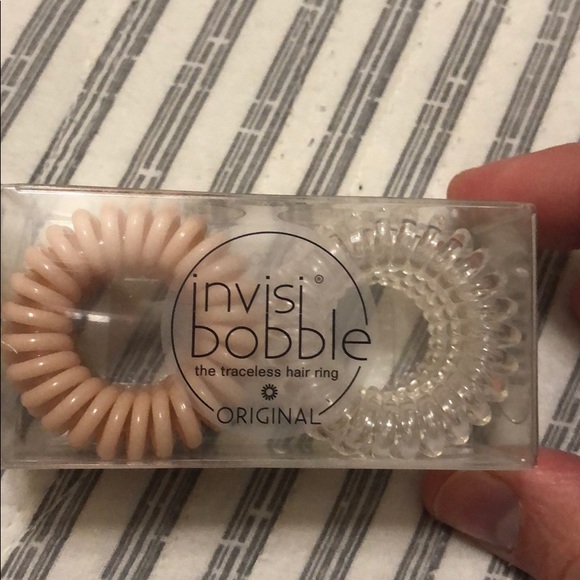 invisi®
bobble
the traceless hair ring
ORIGINAL